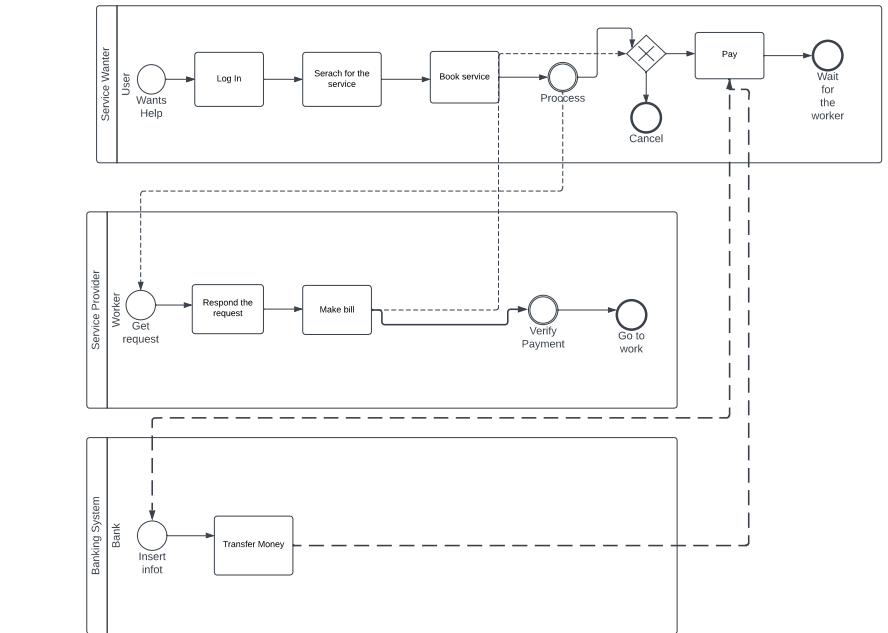 Service Wanter
User
Wants
Help
Log In
Serach for the
service
Book service
Proccess
Cancel
Pay
Wait
for
the
worker
Service Provider
Worker
Get
request
Respond the
request
Make bill
Verify
Payment
Go to
work
Banking System
Bank
Insert
infot
Transfer Money